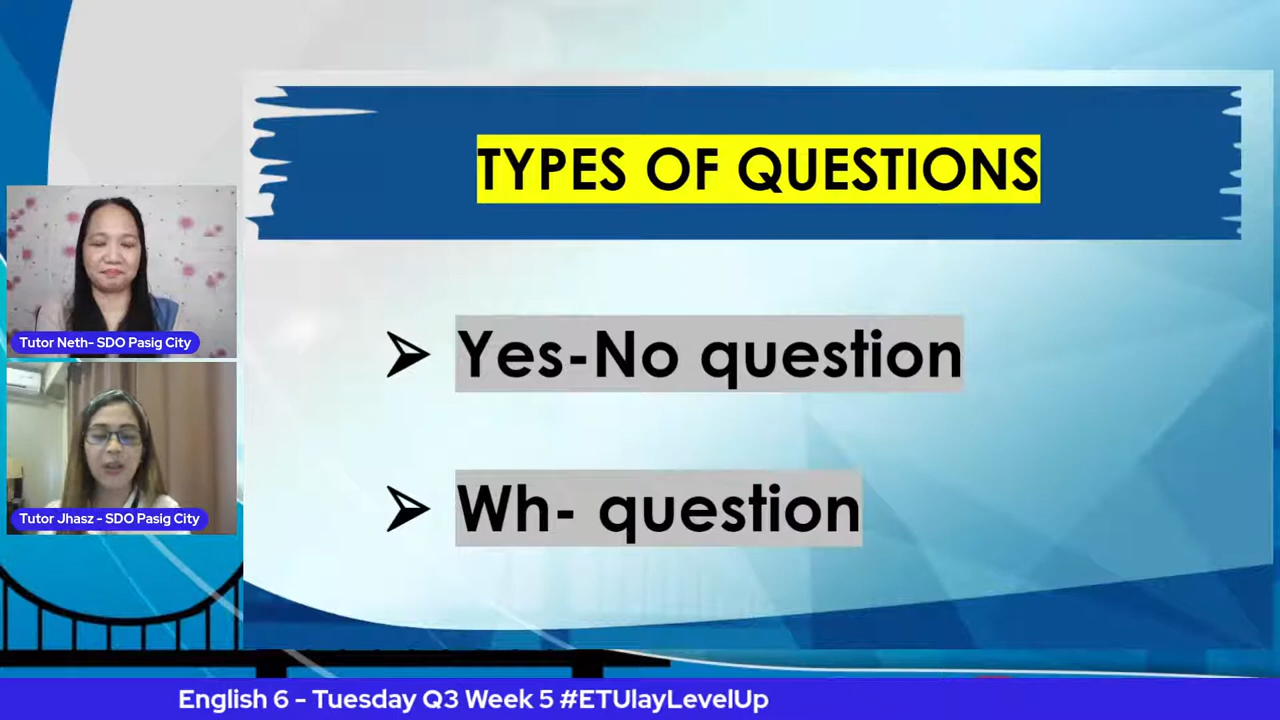 TYPES OF QUESTIONS
Yes-No question
Wh- question
Tutor Neth- SDO Pasig City
Tutor Jhasz - SDO Pasig City
English 6 - Tuesday Q3 Week 5 #ETUlayLevelUp